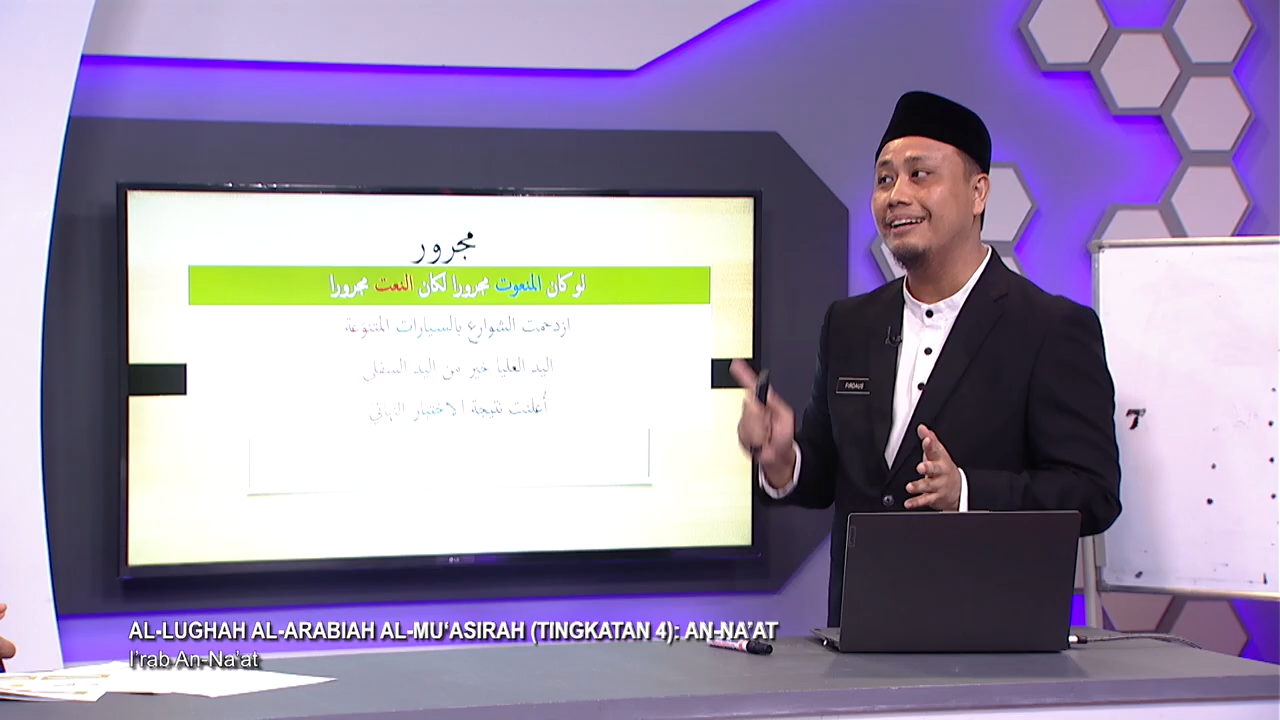 مجرور
لو كان المنعوت مجرورا لكان النعت مجرورا
ازدحمت الشوارع بالسيارات المتنوعة
اليد العليا خير من اليد السفلى
أعلنت نتيجة الاختبار النهائي
FIRDAUS
LG
AL-LUGHAH AL-ARABIAH AL-MU‘ASIRAH (TINGKATAN 4): AN-NA’AT
I’rab An-Na’at